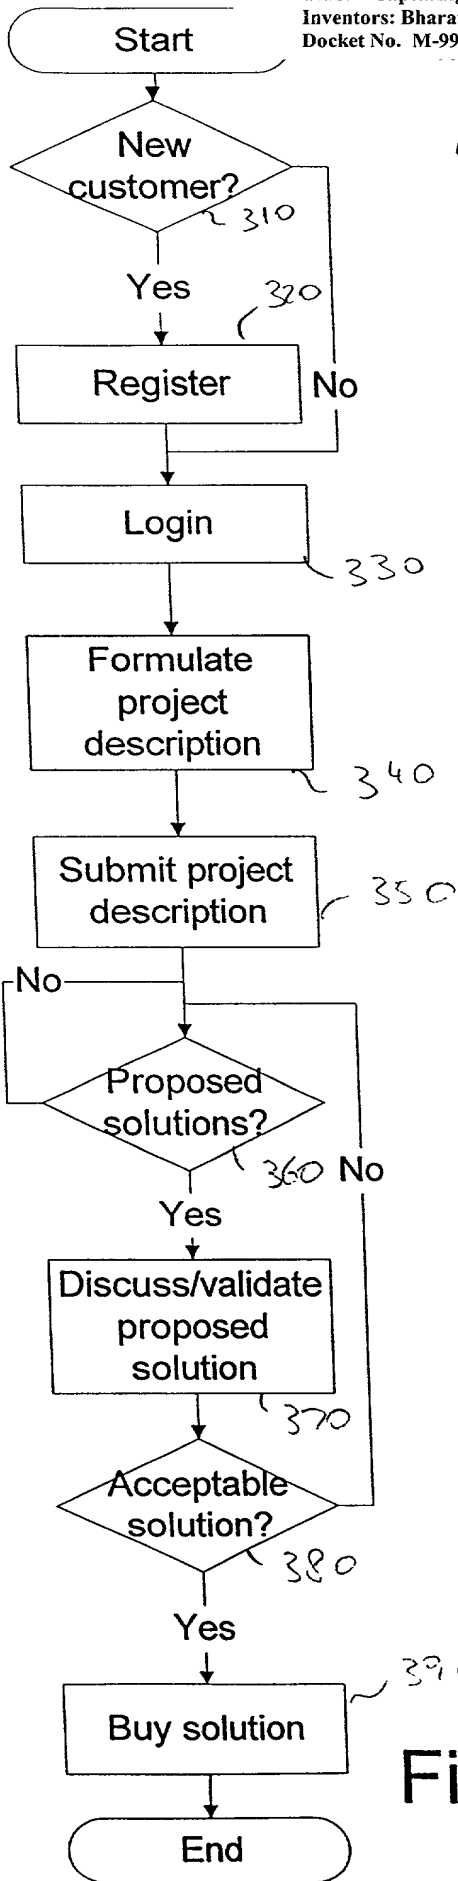 Inventors: Bhara
Docket No. M-99
Start
New
customer?
310
Yes
320
Register
No
Login
330
Formulate
project
description
340
Submit project
description
350
No
Proposed
solutions?
360
No
Yes
Discuss/validate
proposed
solution
370
Acceptable
solution?
380
Yes
39
Buy solution
Fi
End